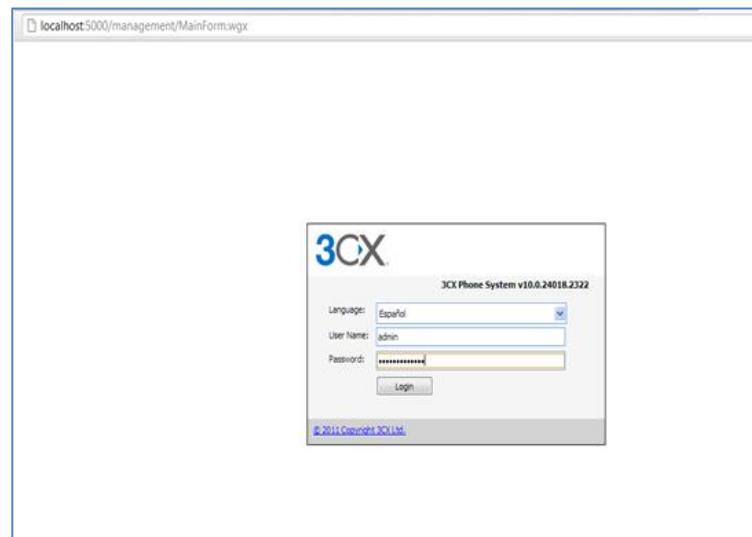 localhost:5000/management/MainForm.wgx
3CX
3CX Phone System v10.0.24018.2322
Language: Español
User Name: admin
Password: •••••••••••••
Login
© 2011 Copyright 3CX Ltd.